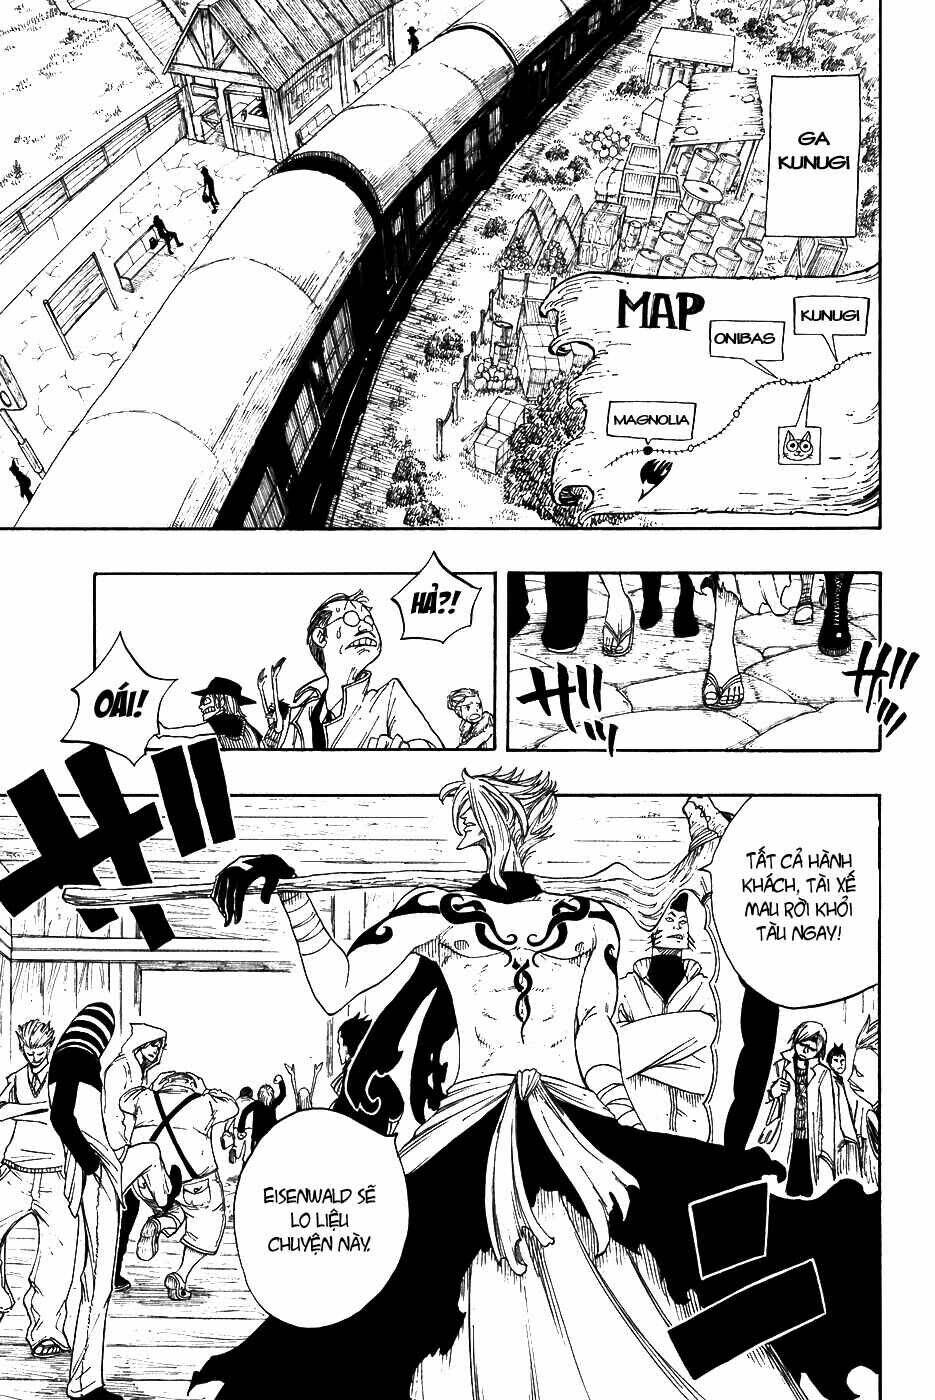 GA
KUNUGI
MAP
KUNUGI
ONIBAS
MAGNOLIA
HẢ?!
OÁI!
TẤT CẢ HÀNH
KHÁCH, TÀI XẾ
MAU RỜI KHỎI
TÀU NGAY!
EISENWALD SẼ
LO LIỆU
CHUYỆN NÀY.